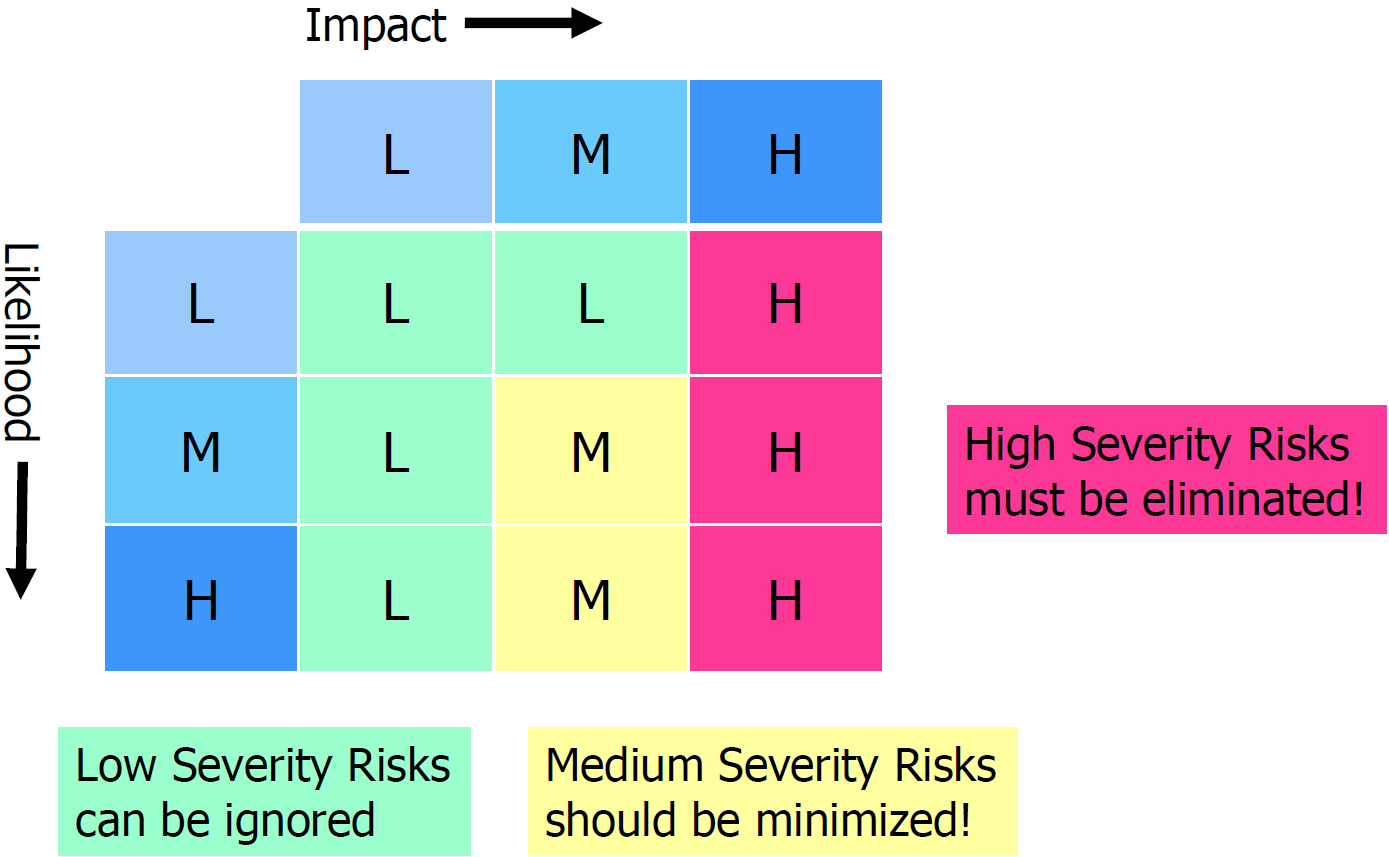 Impact
L M H
Likelihood
L L L H
M L M H
H L M H
High Severity Risks
must be eliminated!
Low Severity Risks
can be ignored
Medium Severity Risks
should be minimized!